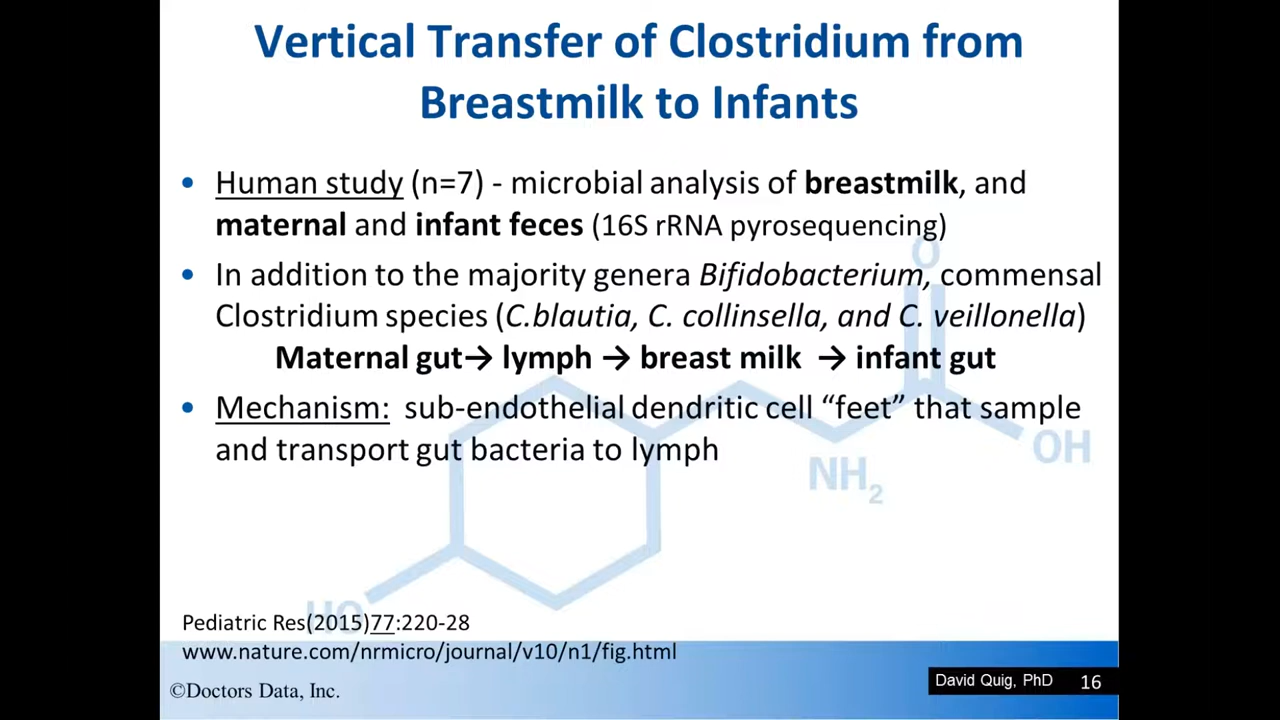 Vertical Transfer of Clostridium from
Breastmilk to Infants
• Human study (n=7) - microbial analysis of breastmilk, and
maternal and infant feces (16S rRNA pyrosequencing)
• In addition to the majority genera Bifidobacterium, commensal
Clostridium species (C.blautia, C. collinsella, and C. veillonella)
Maternal gut→ lymph → breast milk → infant gut
• Mechanism: sub-endothelial dendritic cell “feet” that sample
and transport gut bacteria to lymph
O
OH
NH₂
HO
Pediatric Res(2015)77:220-28
www.nature.com/nrmicro/journal/v10/n1/fig.html
©Doctors Data, Inc.
David Quig, PhD 16